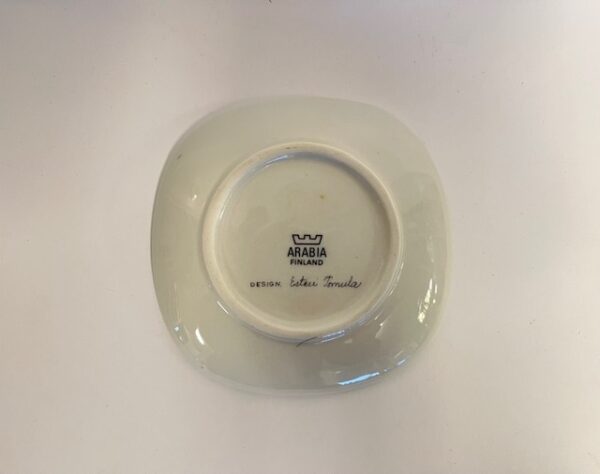 ARABIA
FINLAND
DESIGN Esteri Tomula